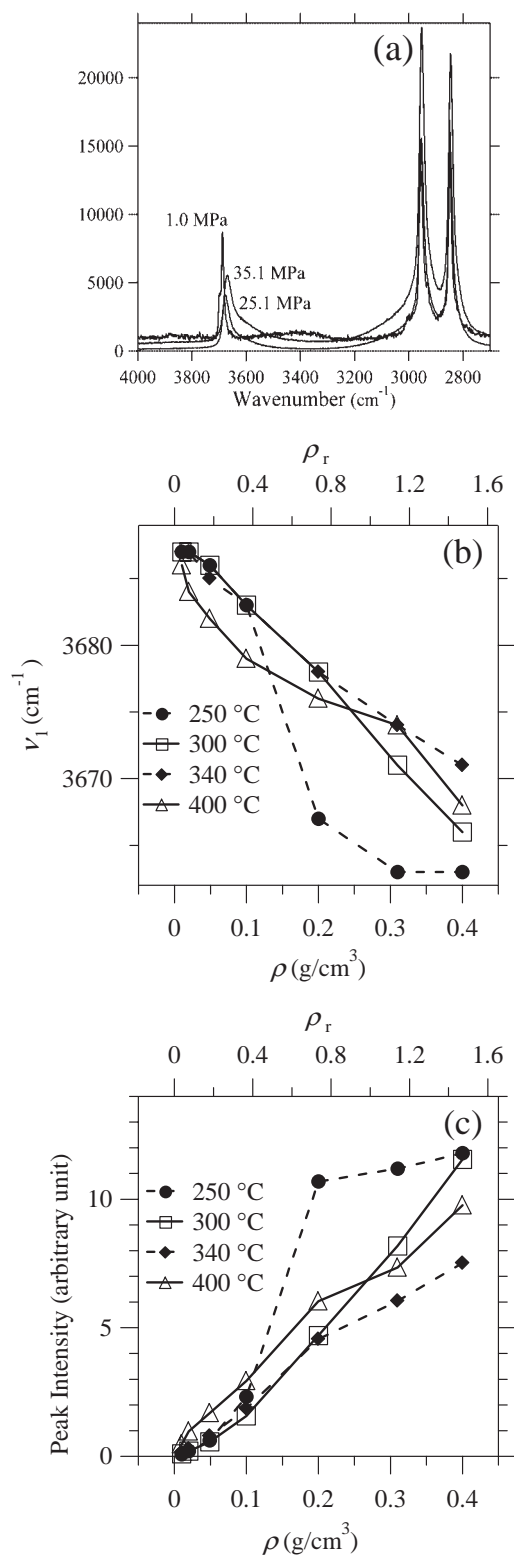 (a)
20000
15000
10000
5000
0
1.0 MPa
35.1 MPa
25.1 MPa
4000 3800 3600 3400 3200 3000 2800
Wavenumber (cm⁻¹)
ρr
0 0.4 0.8 1.2 1.6
(b)
3680
3670
ν₁ (cm⁻¹)
250 °C
300 °C
340 °C
400 °C
0 0.1 0.2 0.3 0.4
ρ (g/cm³)
ρr
0 0.4 0.8 1.2 1.6
(c)
10
5
0
Peak Intensity (arbitrary unit)
250 °C
300 °C
340 °C
400 °C
0 0.1 0.2 0.3 0.4
ρ (g/cm³)